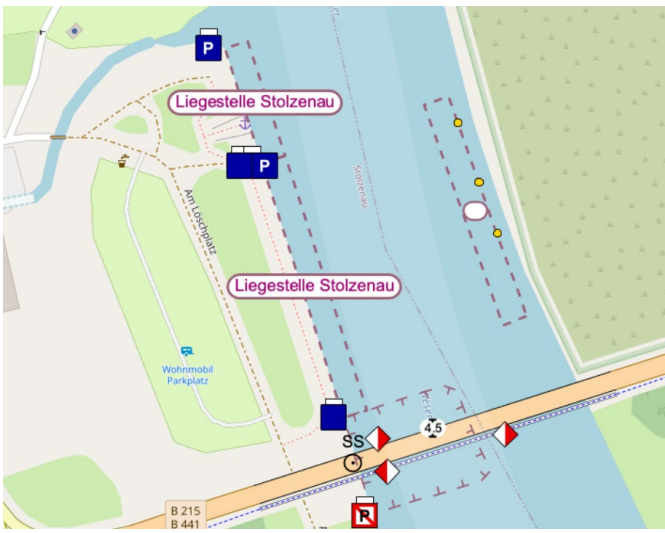 P
Liegestelle Stolzenau
P
Stolzenau
Am Löschplatz
Liegestelle Stolzenau
Wohnmobil
Parkplatz
4,5
SS
B 215
B 441
P